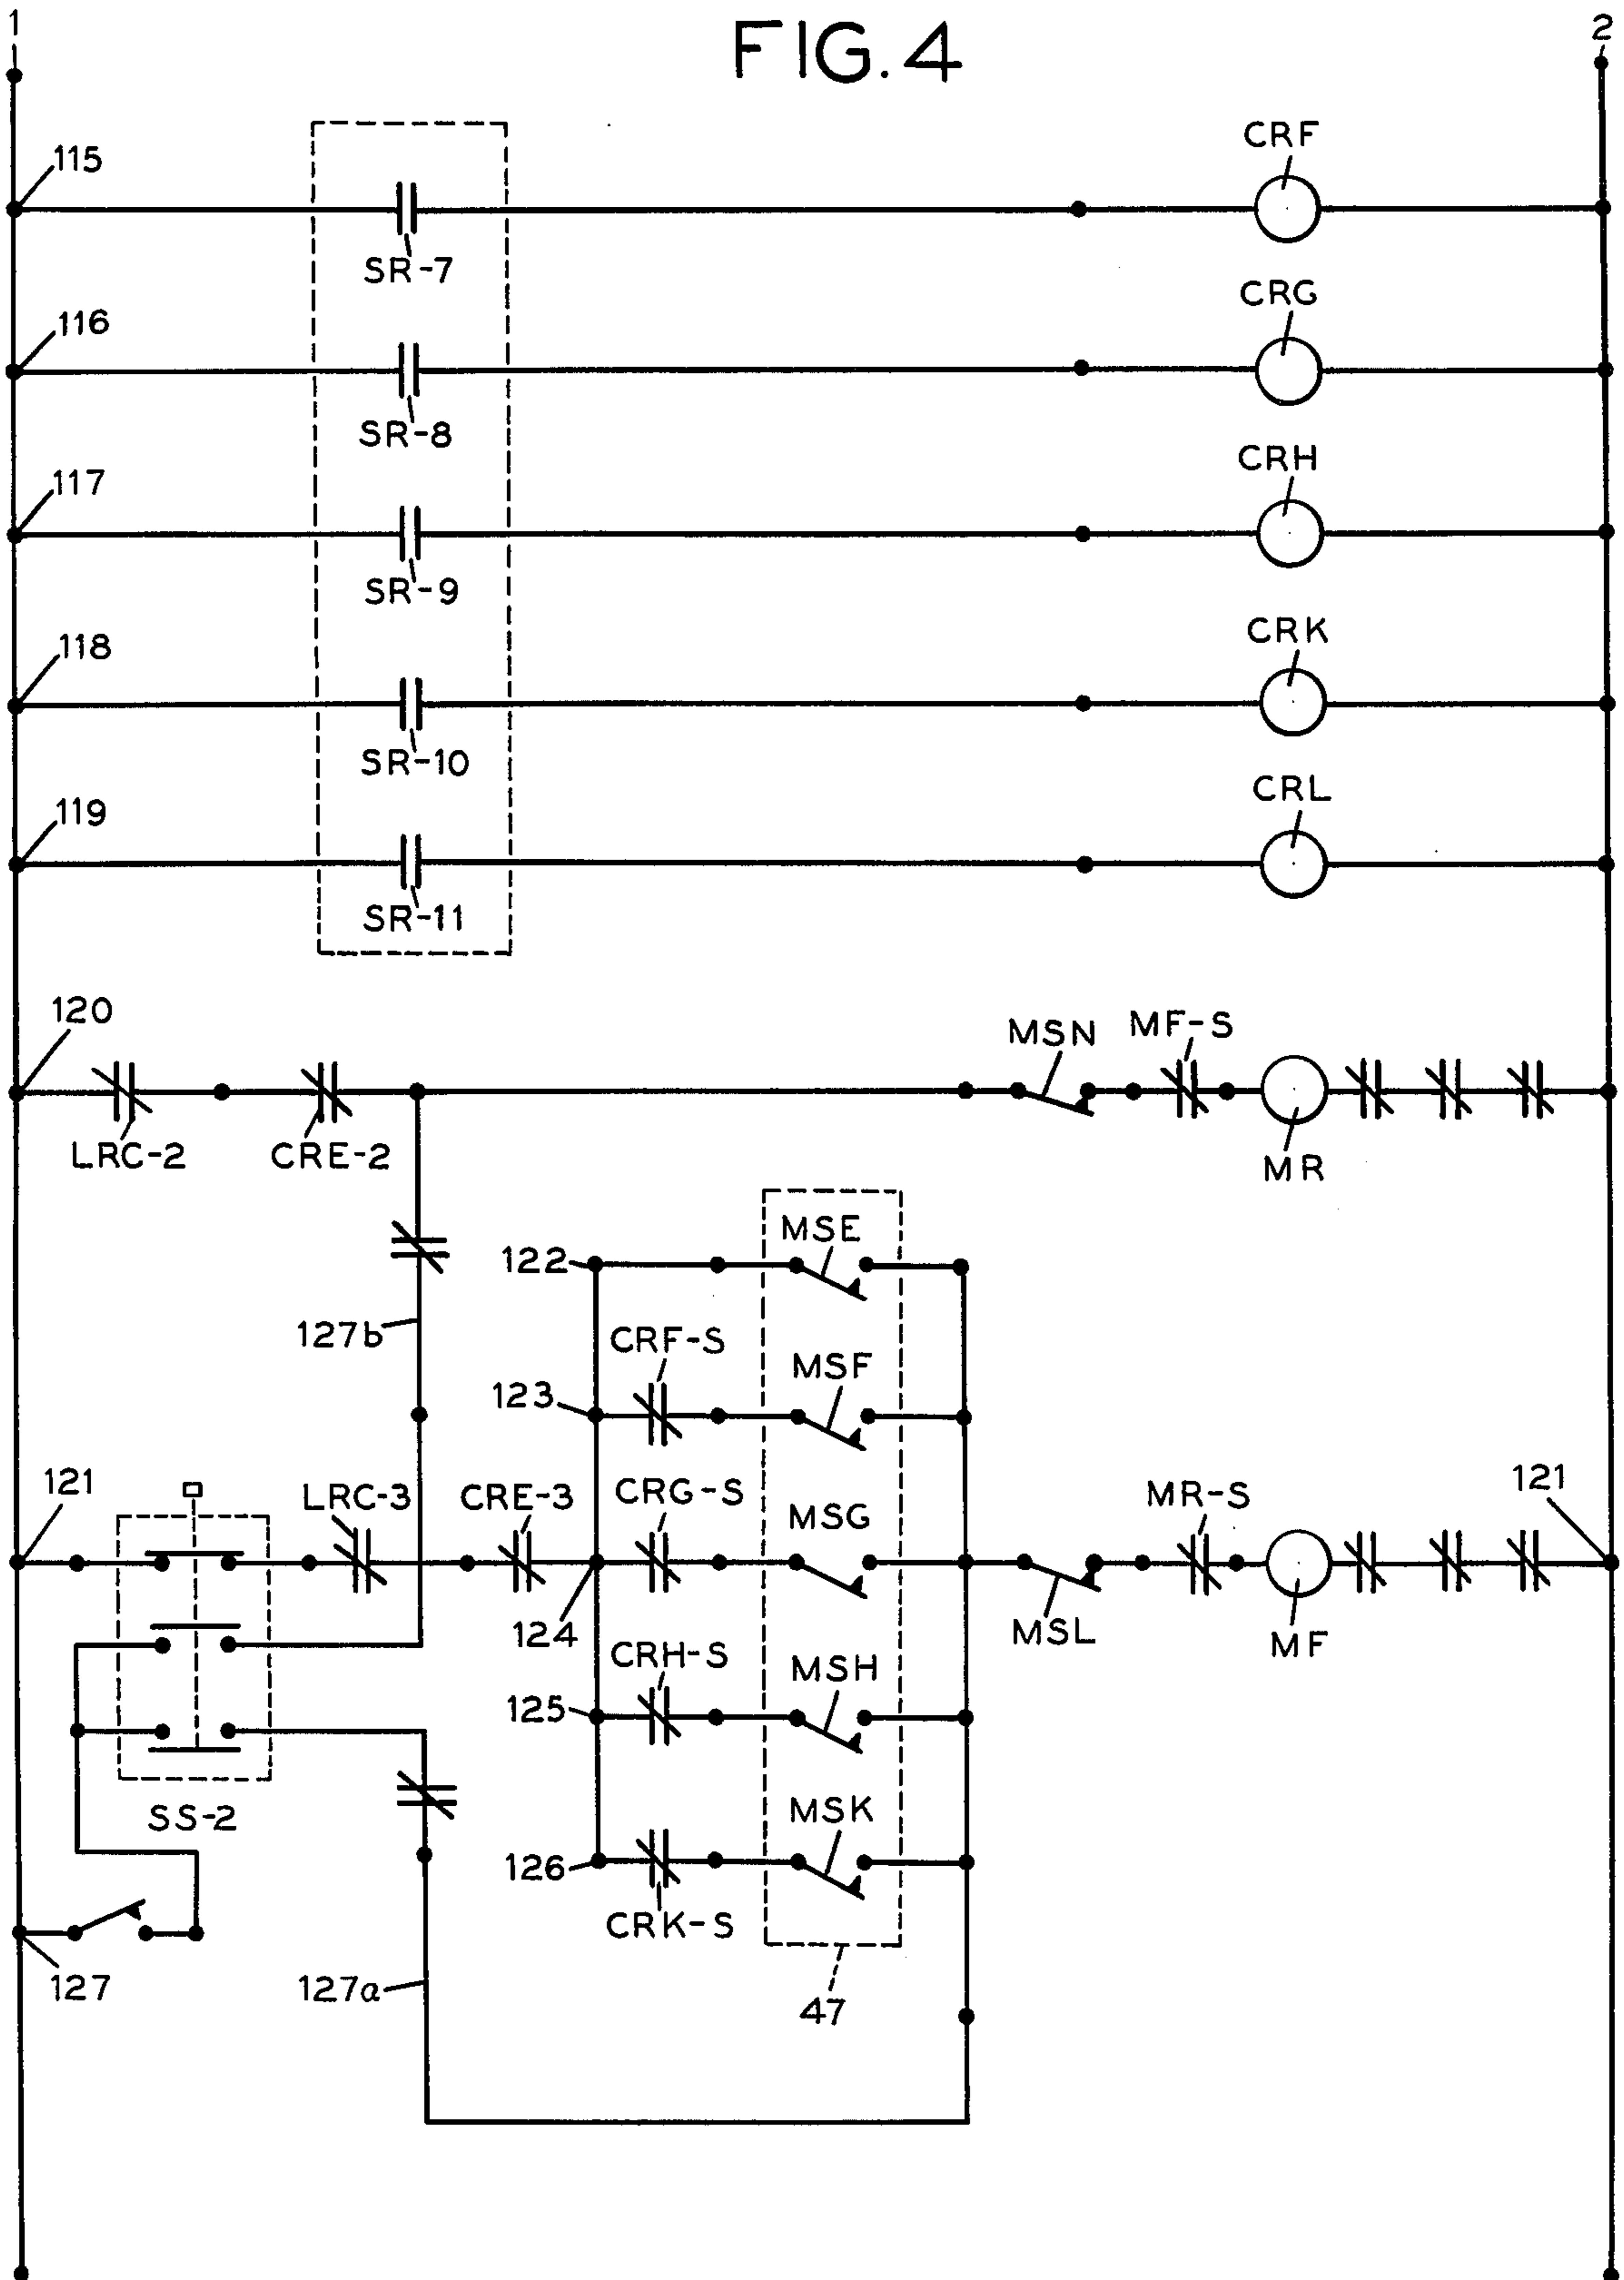 1
FIG. 4
2
115
CRF
SR-7
116
CRG
SR-8
117
CRH
SR-9
118
CRK
SR-10
119
CRL
SR-11
120
MSN
MF-S
LRC-2
CRE-2
MR
MSE
122
127b
CRF-S
MSF
123
121
LRC-3
CRE-3
CRG-S
MSG
MR-S
121
124
MSL
MF
CRH-S
MSH
125
SS-2
MSK
126
CRK-S
127
127a
47